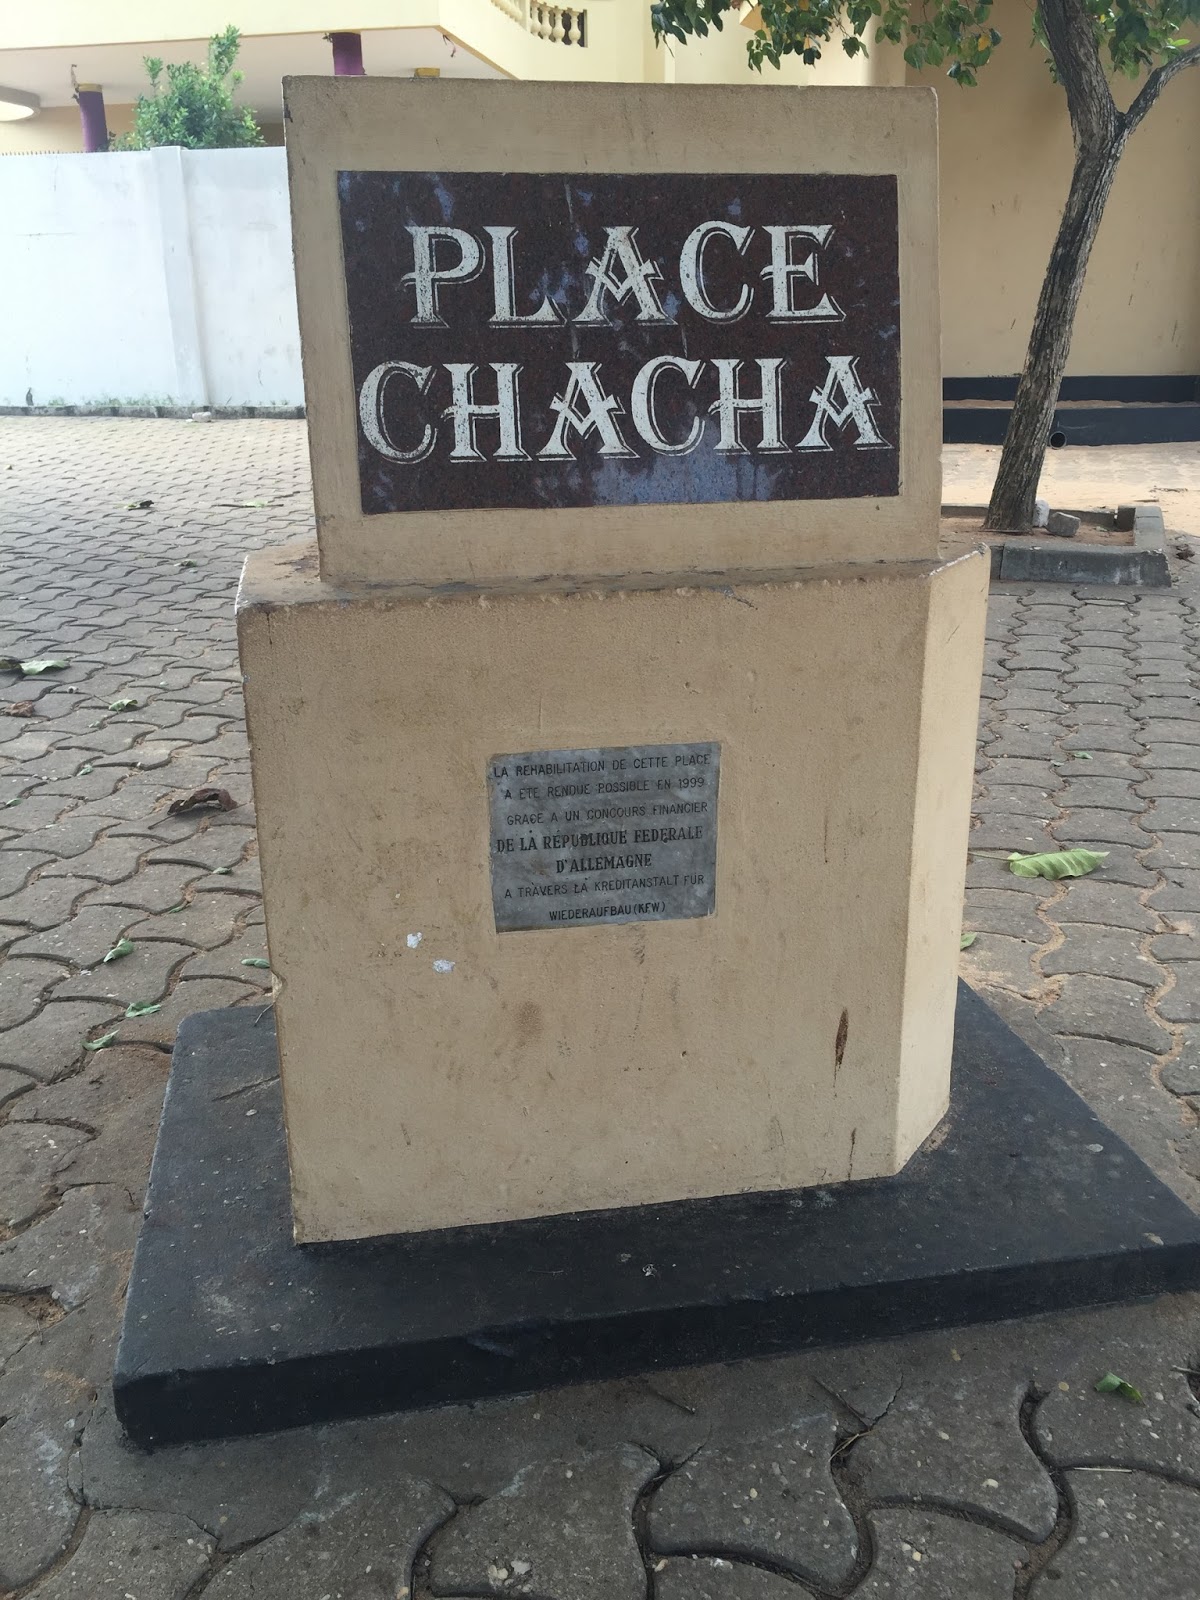 PLACE
CHACHA
LA REHABILITATION DE CETTE PLACE
A ETE RENDUE POSSIBLE EN 1999
GRACE A UN CONCOURS FINANCIER
DE LA RÉPUBLIQUE FEDERALE
D'ALLEMAGNE
A TRAVERS LA KREDITANSTALT FUR
WIEDERAUFBAU (KFW)